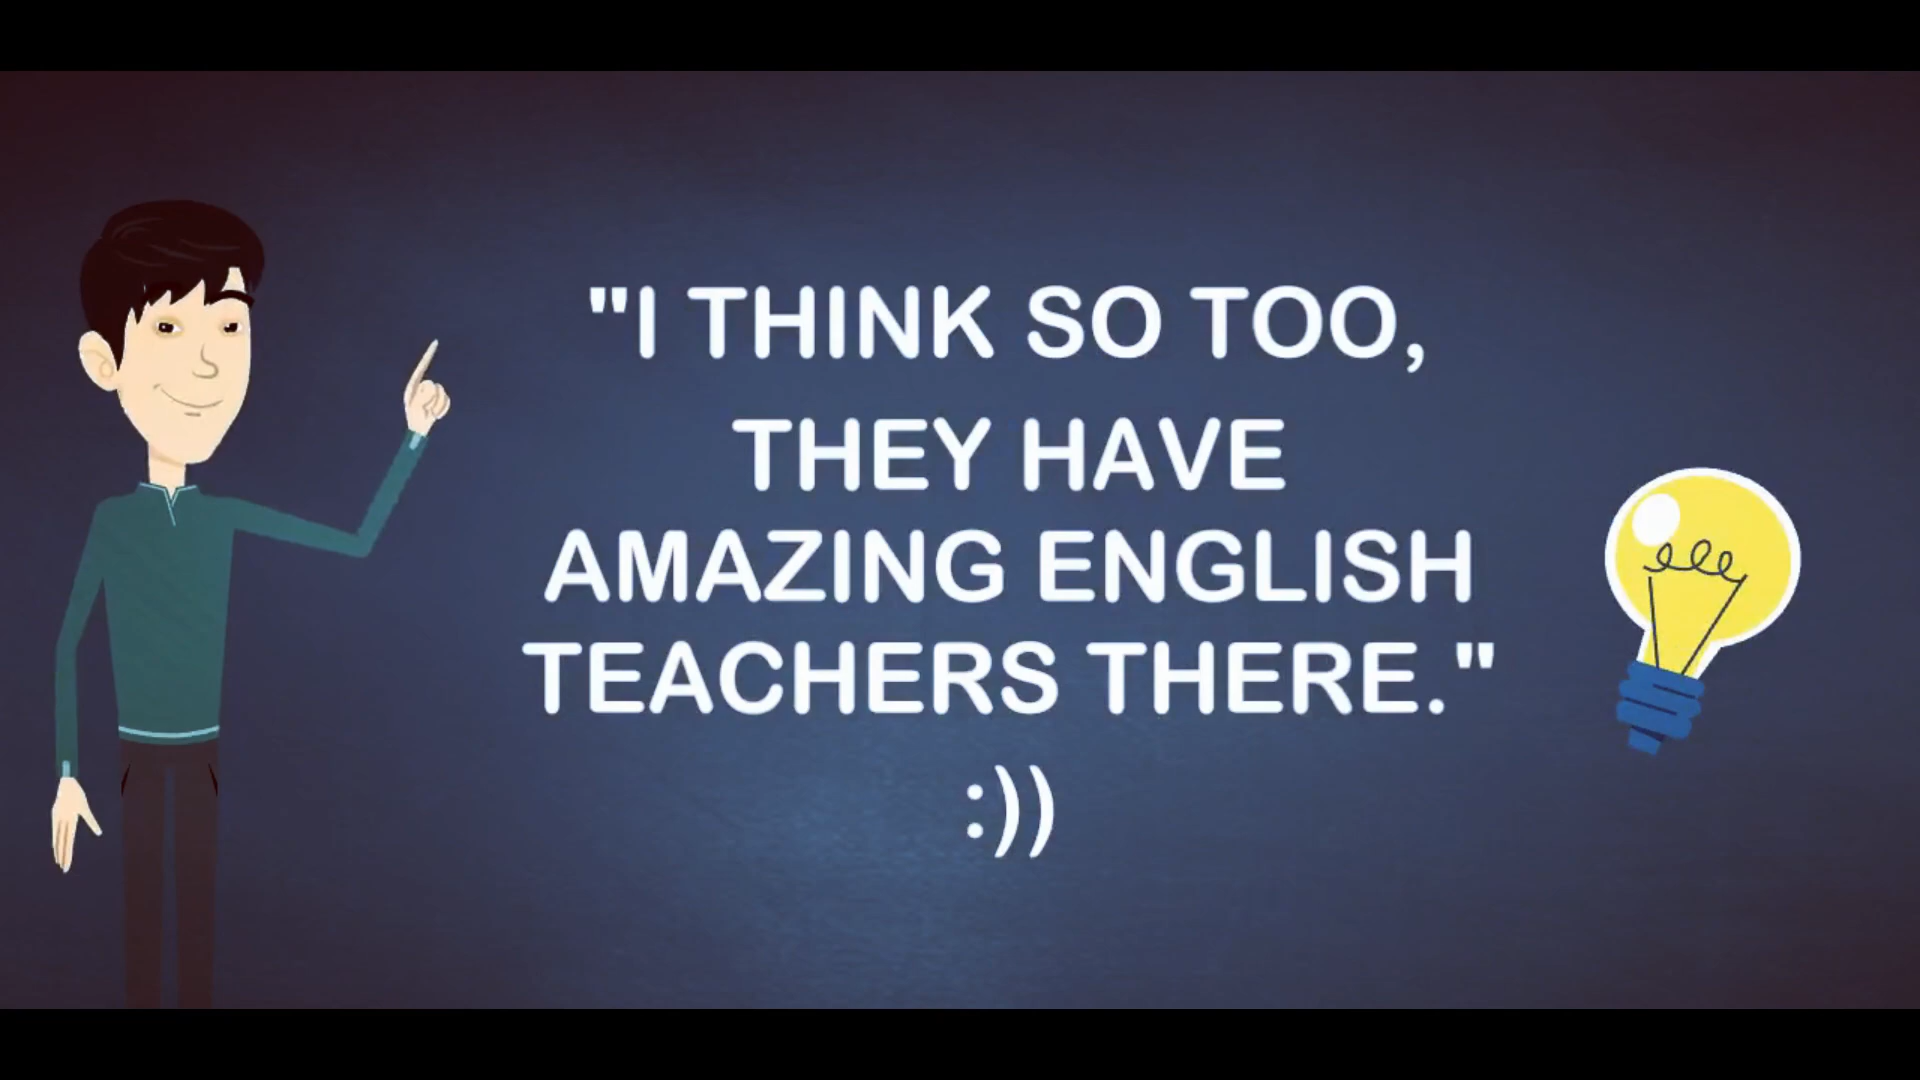 "I THINK SO TOO,
THEY HAVE
AMAZING ENGLISH
TEACHERS THERE."
:))